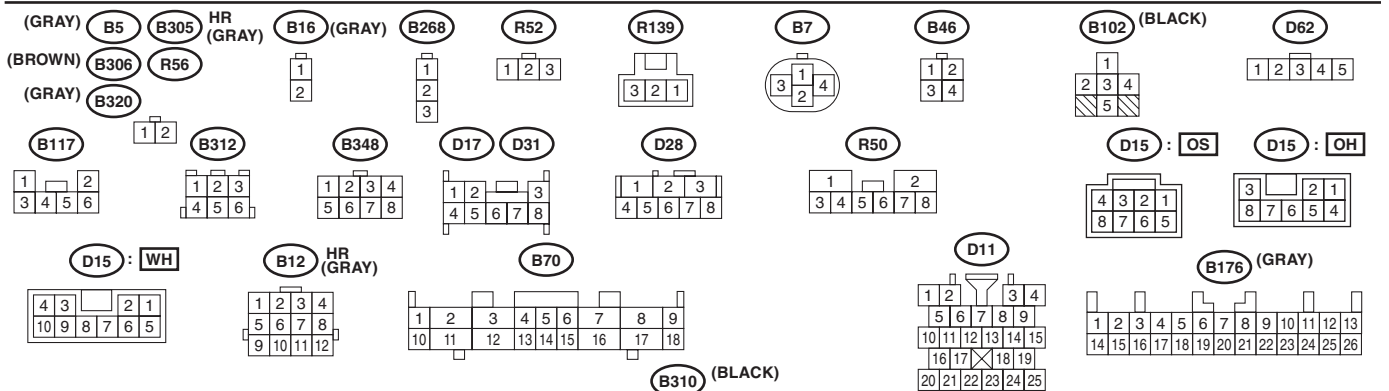 (GRAY) B5 B305 HR (GRAY) B16 (GRAY) B268 R52 R139 B7 B46 B102 (BLACK) D62
(BROWN) B306 R56
(GRAY) B320
1 2
1
2
1
2
3
1 2 3
3 2 1
1
3 4
2
1 2
3 4
1
2 3 4
5
1 2 3 4 5
B117 B312 B348 D17 D31 D28 R50 D15 : OS D15 : OH
1 2
3 4 5 6
1 2 3
4 5 6
1 2 3 4
5 6 7 8
1 2 3
4 5 6 7 8
1 2 3
4 5 6 7 8
1 2
3 4 5 6 7 8
4 3 2 1
8 7 6 5
3 2 1
8 7 6 5 4
D15 : WH B12 HR (GRAY) B70 D11 B176 (GRAY)
4 3 2 1
10 9 8 7 6 5
1 2 3 4
5 6 7 8
9 10 11 12
1 2 3 4 5 6 7 8 9
10 11 12 13 14 15 16 17 18
1 2 3 4
5 6 7 8 9
10 11 12 13 14 15
16 17 18 19
20 21 22 23 24 25
1 2 3 4 5 6 7 8 9 10 11 12 13
14 15 16 17 18 19 20 21 22 23 24 25 26
B310 (BLACK)